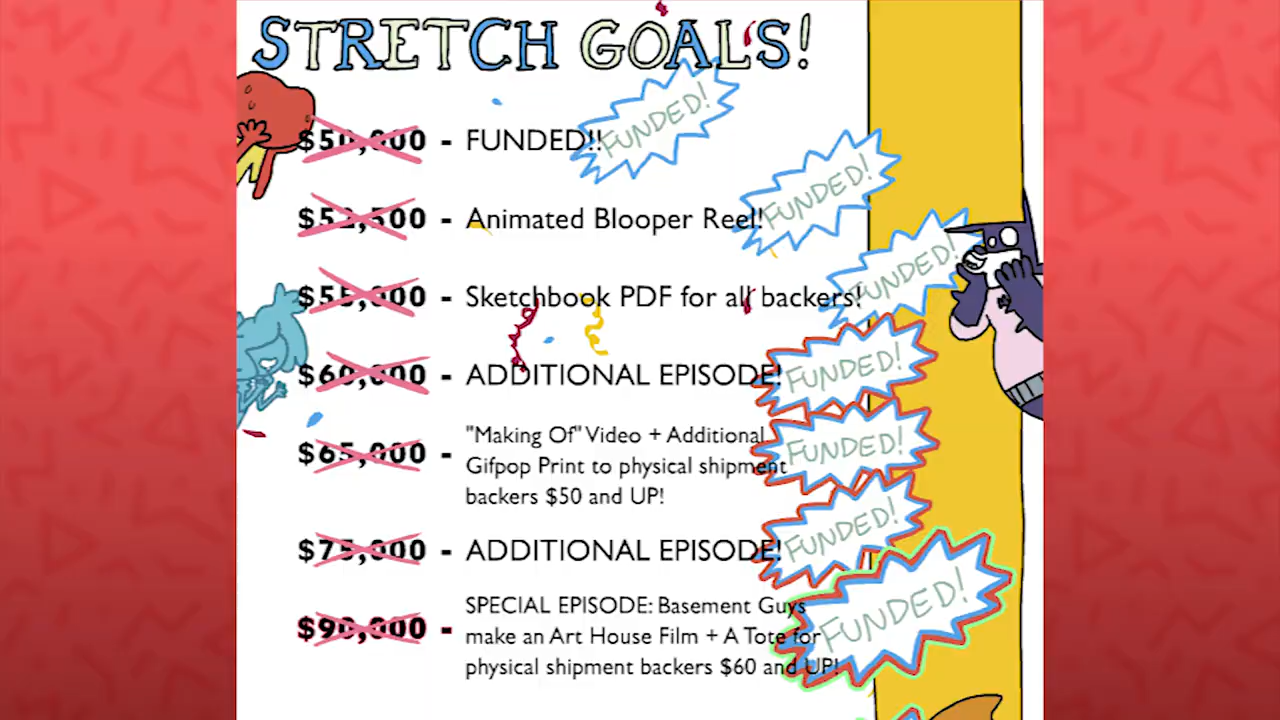 STRETCH GOALS!
$50,000 - FUNDED!! FUNDED!
$52,500 - Animated Blooper Reel! FUNDED!
$55,000 - Sketchbook PDF for all backers! FUNDED!
$60,000 - ADDITIONAL EPISODE! FUNDED!
"Making Of" Video + Additional
$65,000 - Gifpop Print to physical shipment FUNDED!
backers $50 and UP!
$75,000 - ADDITIONAL EPISODE! FUNDED!
SPECIAL EPISODE: Basement Guys
$90,000 - make an Art House Film + A Tote for FUNDED!
physical shipment backers $60 and UP!